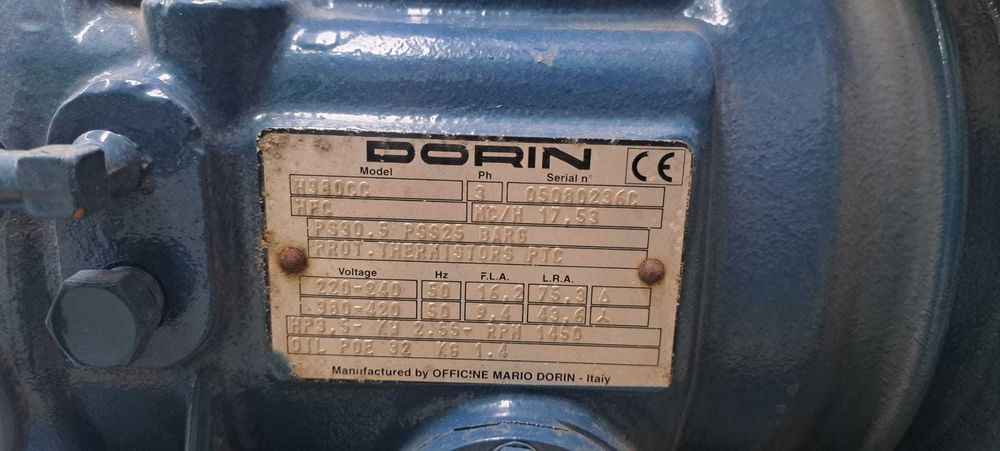 DORIN CE
Model Ph Serial n°
H380CC 3 05080236C
HFC MC/H 17.53
PS30.5 PSS25 BARG
PROT.THERMISTORS PTC
Voltage Hz F.L.A. L.R.A.
220-240 50 16.2 75.3 Δ
380-420 50 9.4 43.6
HP3.5- KW 2.55- RPM 1450
OIL POE 32 KG 1.4
Manufactured by OFFICINE MARIO DORIN - Italy